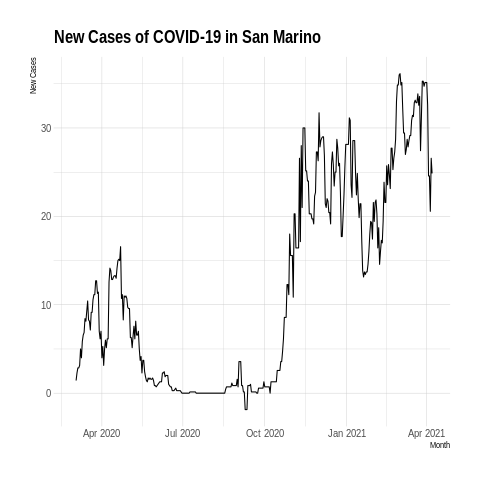 New Cases of COVID-19 in San Marino
New Cases
30
20
10
0
Apr 2020 Jul 2020 Oct 2020 Jan 2021 Apr 2021
Month